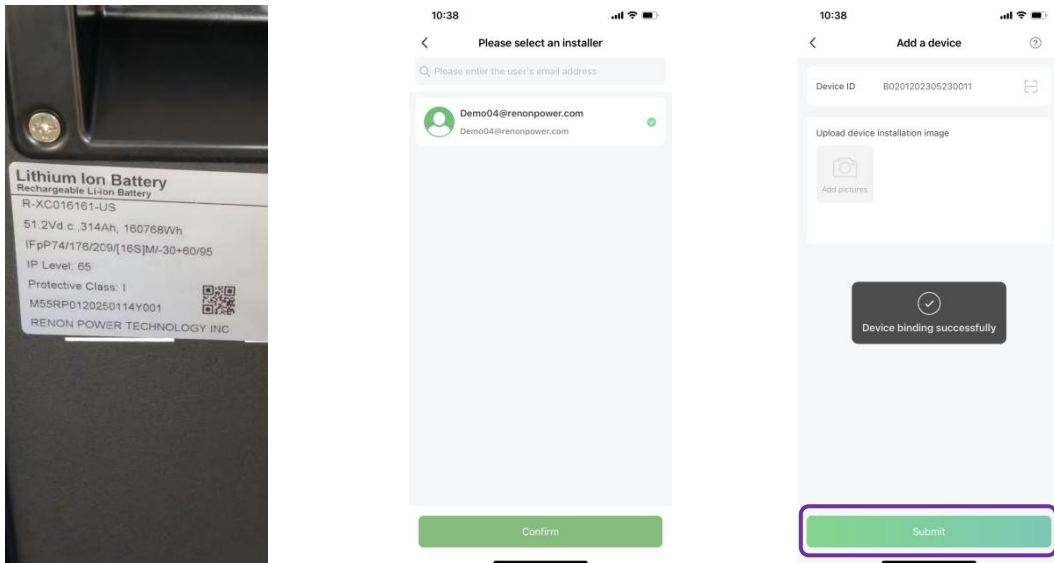 Lithium Ion Battery
Rechargeable Li-ion Battery
R-XC016161-US
51.2Vd.c.,314Ah, 160768Wh
IFpP74/176/209/[16S]M/-30+60/95
IP Level: 65
Protective Class: I
M55RP0120250114Y001
RENON POWER TECHNOLOGY INC
10:38
Please select an installer
Please enter the user's email address
Demo04@renonpower.com
Demo04@renonpower.com
Confirm
10:38
Add a device
Device ID B0201202305230011
Upload device installation image
Add pictures
Device binding successfully
Submit